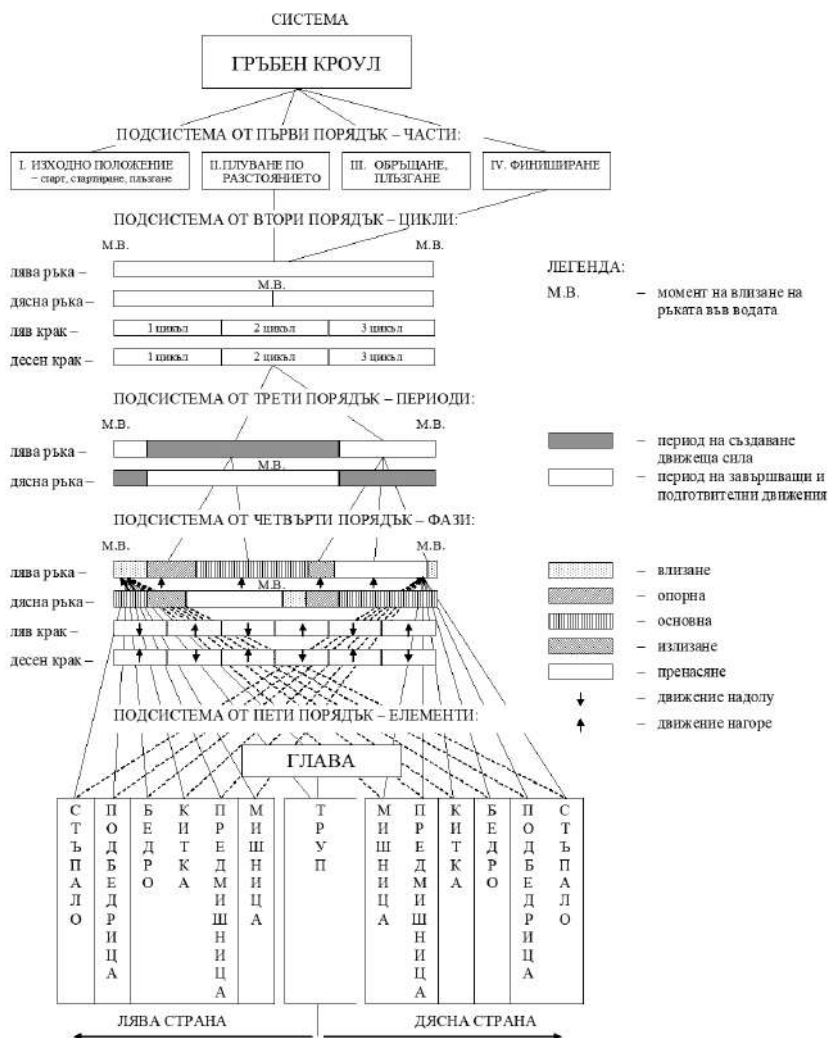 СИСТЕМА
ГРЪБЕН КРОУЛ
ПОДСИСТЕМА ОТ ПЪРВИ ПОРЯДЪК – ЧАСТИ:
I. ИЗХОДНО ПОЛОЖЕНИЕ
– старт, стартиране, плъзгане
II. ПЛУВАНЕ ПО
РАЗСТОЯНИЕТО
III. ОБРЪЩАНЕ,
ПЛЪЗГАНЕ
IV. ФИНИШИРАНЕ
ПОДСИСТЕМА ОТ ВТОРИ ПОРЯДЪК – ЦИКЛИ:
М.В. М.В.
лява ръка –
М.В.
дясна ръка –
ляв крак – 1 цикъл 2 цикъл 3 цикъл
десен крак – 1 цикъл 2 цикъл 3 цикъл
ЛЕГЕНДА:
М.В. – момент на влизане на
ръката във водата
ПОДСИСТЕМА ОТ ТРЕТИ ПОРЯДЪК – ПЕРИОДИ:
М.В. М.В.
лява ръка –
М.В.
дясна ръка –
– период на създаване
движеща сила
– период на завършващи и
подготвителни движения
ПОДСИСТЕМА ОТ ЧЕТВЪРТИ ПОРЯДЪК – ФАЗИ:
М.В. М.В.
лява ръка –
М.В.
дясна ръка –
ляв крак –
десен крак –
– влизане
– опорна
– основна
– излизане
– пренасяне
– движение надолу
– движение нагоре
ПОДСИСТЕМА ОТ ПЕТИ ПОРЯДЪК – ЕЛЕМЕНТИ:
ГЛАВА
СТЪПАЛО
ПОДБЕДРИЦА
БЕДРО
КИТКА
ПРЕДМИШНИЦА
МИШНИЦА
ТРУП
МИШНИЦА
ПРЕДМИШНИЦА
КИТКА
БЕДРО
ПОДБЕДРИЦА
СТЪПАЛО
ЛЯВА СТРАНА ДЯСНА СТРАНА